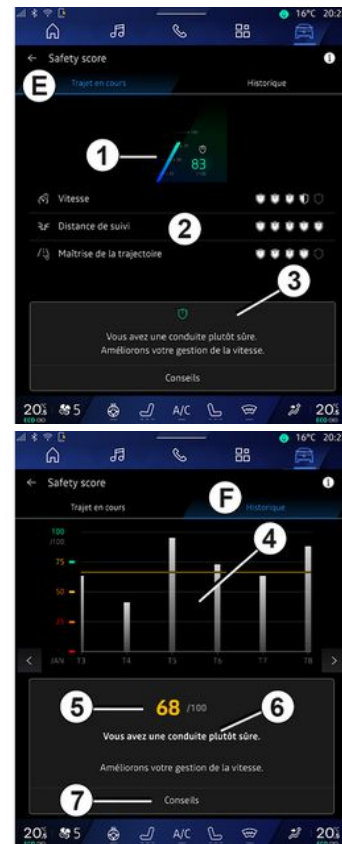 16°C 20:2
Safety score
E
Trajet en cours
Historique
1
83
/100
Vitesse
Distance de suivi
2
Maîtrise de la trajectoire
3
Vous avez une conduite plutôt sûre.
Améliorons votre gestion de la vitesse.
Conseils
20 5 A/C 20
16°C 20:2
Safety score
F
Trajet en cours
Historique
100
/100
75
50
25
4
JAN T3 T4 T5 T6 T7 T8
5
68 /100
6
Vous avez une conduite plutôt sûre.
Améliorons votre gestion de la vitesse.
7
Conseils
20 5 A/C 20